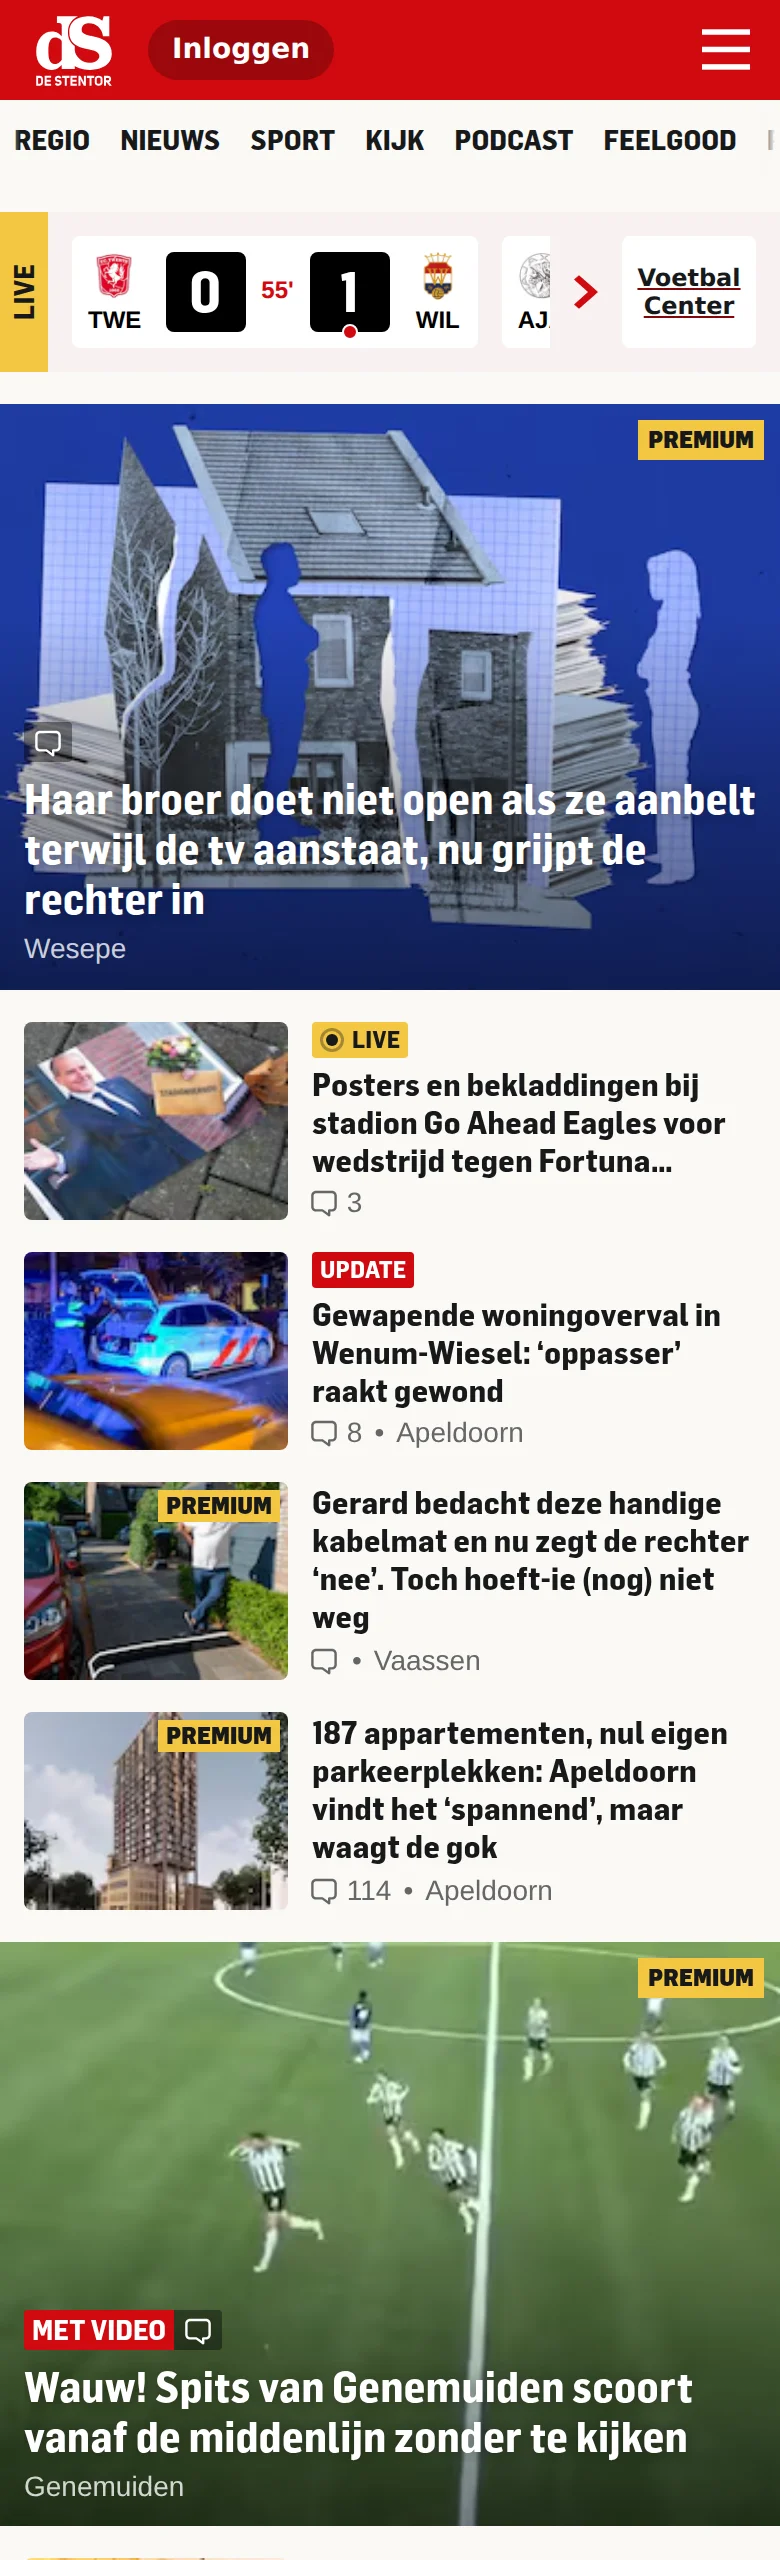 dS
DE STENTOR
Inloggen
REGIO NIEUWS SPORT KIJK PODCAST FEELGOOD
LIVE
TWE 0 55' 1 WIL
AJ
Voetbal
Center
PREMIUM
Haar broer doet niet open als ze aanbelt
terwijl de tv aanstaat, nu grijpt de
rechter in
Wesepe
LIVE
Posters en bekladdingen bij
stadion Go Ahead Eagles voor
wedstrijd tegen Fortuna...
3
UPDATE
Gewapende woningoverval in
Wenum-Wiesel: ‘oppasser’
raakt gewond
8 • Apeldoorn
PREMIUM
Gerard bedacht deze handige
kabelmat en nu zegt de rechter
‘nee’. Toch hoeft-ie (nog) niet
weg
• Vaassen
PREMIUM
187 appartementen, nul eigen
parkeerplekken: Apeldoorn
vindt het ‘spannend’, maar
waagt de gok
114 • Apeldoorn
PREMIUM
MET VIDEO
Wauw! Spits van Genemuiden scoort
vanaf de middenlijn zonder te kijken
Genemuiden